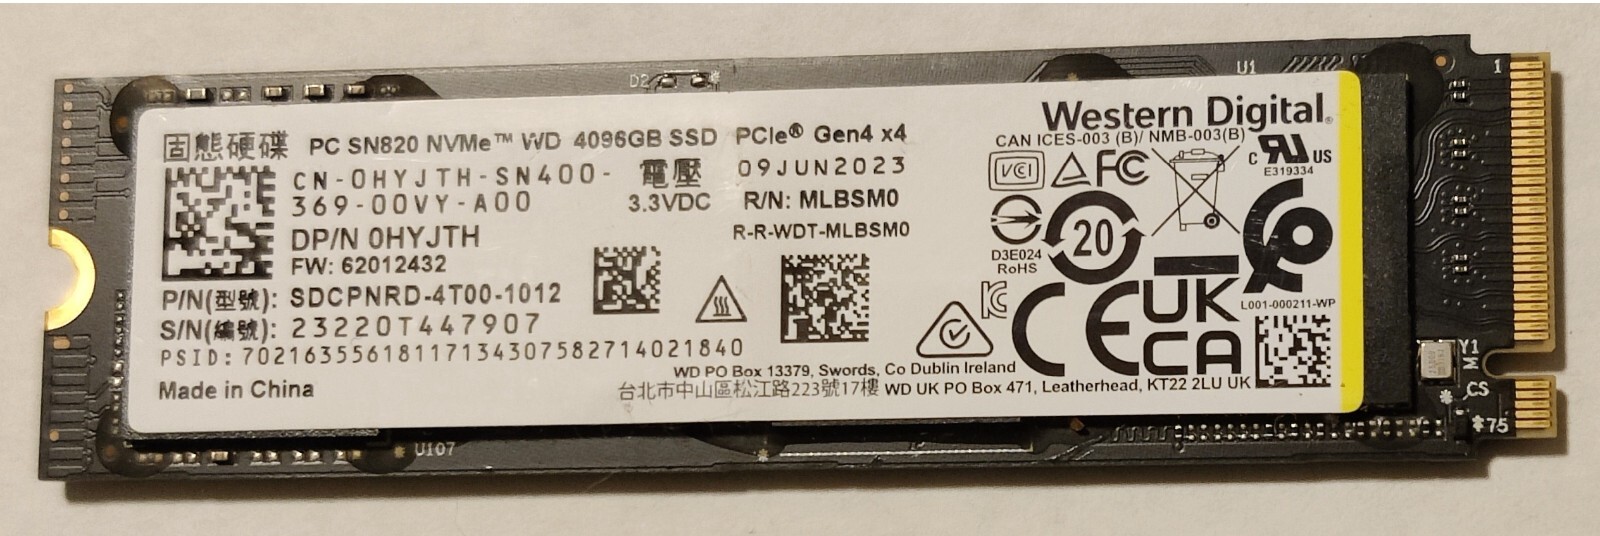 D2
U1
1
Western Digital®
固態硬碟 PC SN820 NVMe™ WD 4096GB SSD PCIe® Gen4 x4
CAN ICES-003 (B)/ NMB-003(B)
CN-0HYJTH-SN400-
369-00VY-A00
電壓
3.3VDC
09JUN2023
R/N: MLBSM0
R-R-WDT-MLBSM0
VCI
FC
C UL US
E319334
DP/N 0HYJTH
FW: 62012432
D3E024
RoHS
20
P/N(型號): SDCPNRD-4T00-1012
S/N(編號): 23220T447907
PSID: 70216355618117134307582714021840
KC
CE
UK
CA
L001-000211-WP
Made in China
WD PO Box 13379, Swords, Co Dublin Ireland
台北市中山區松江路223號17樓 WD UK PO Box 471, Leatherhead, KT22 2LU UK
Y1
M
CS
75
U107